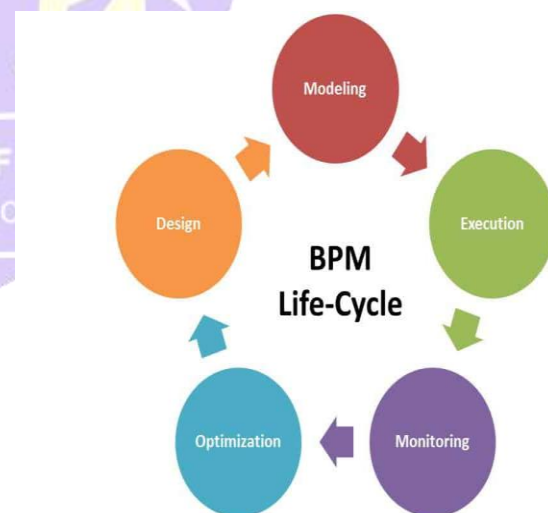 Modeling
Design
Execution
BPM
Life-Cycle
Optimization
Monitoring